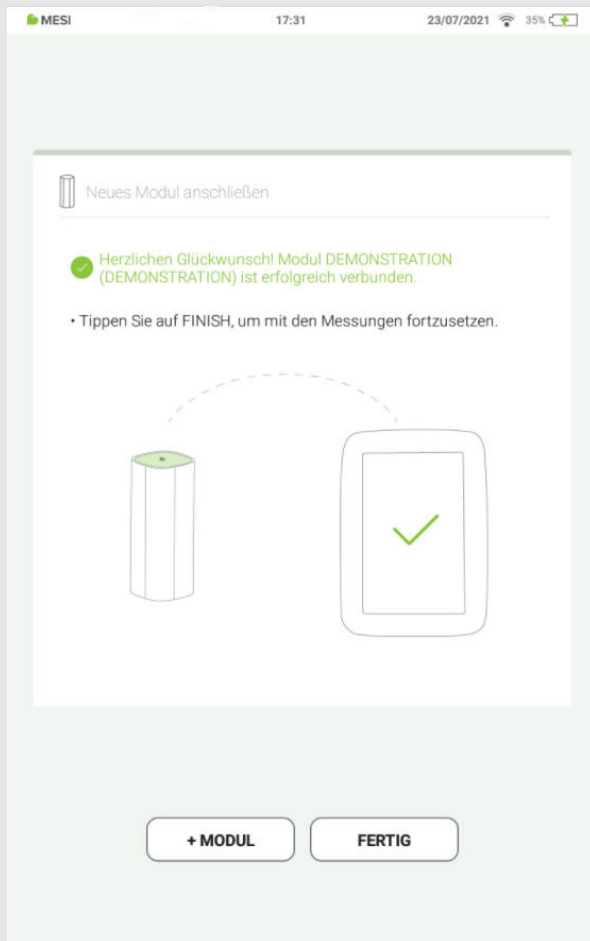 MESI 17:31 23/07/2021 35%
Neues Modul anschließen
Herzlichen Glückwunsch! Modul DEMONSTRATION
(DEMONSTRATION) ist erfolgreich verbunden.
• Tippen Sie auf FINISH, um mit den Messungen fortzusetzen.
+ MODUL FERTIG